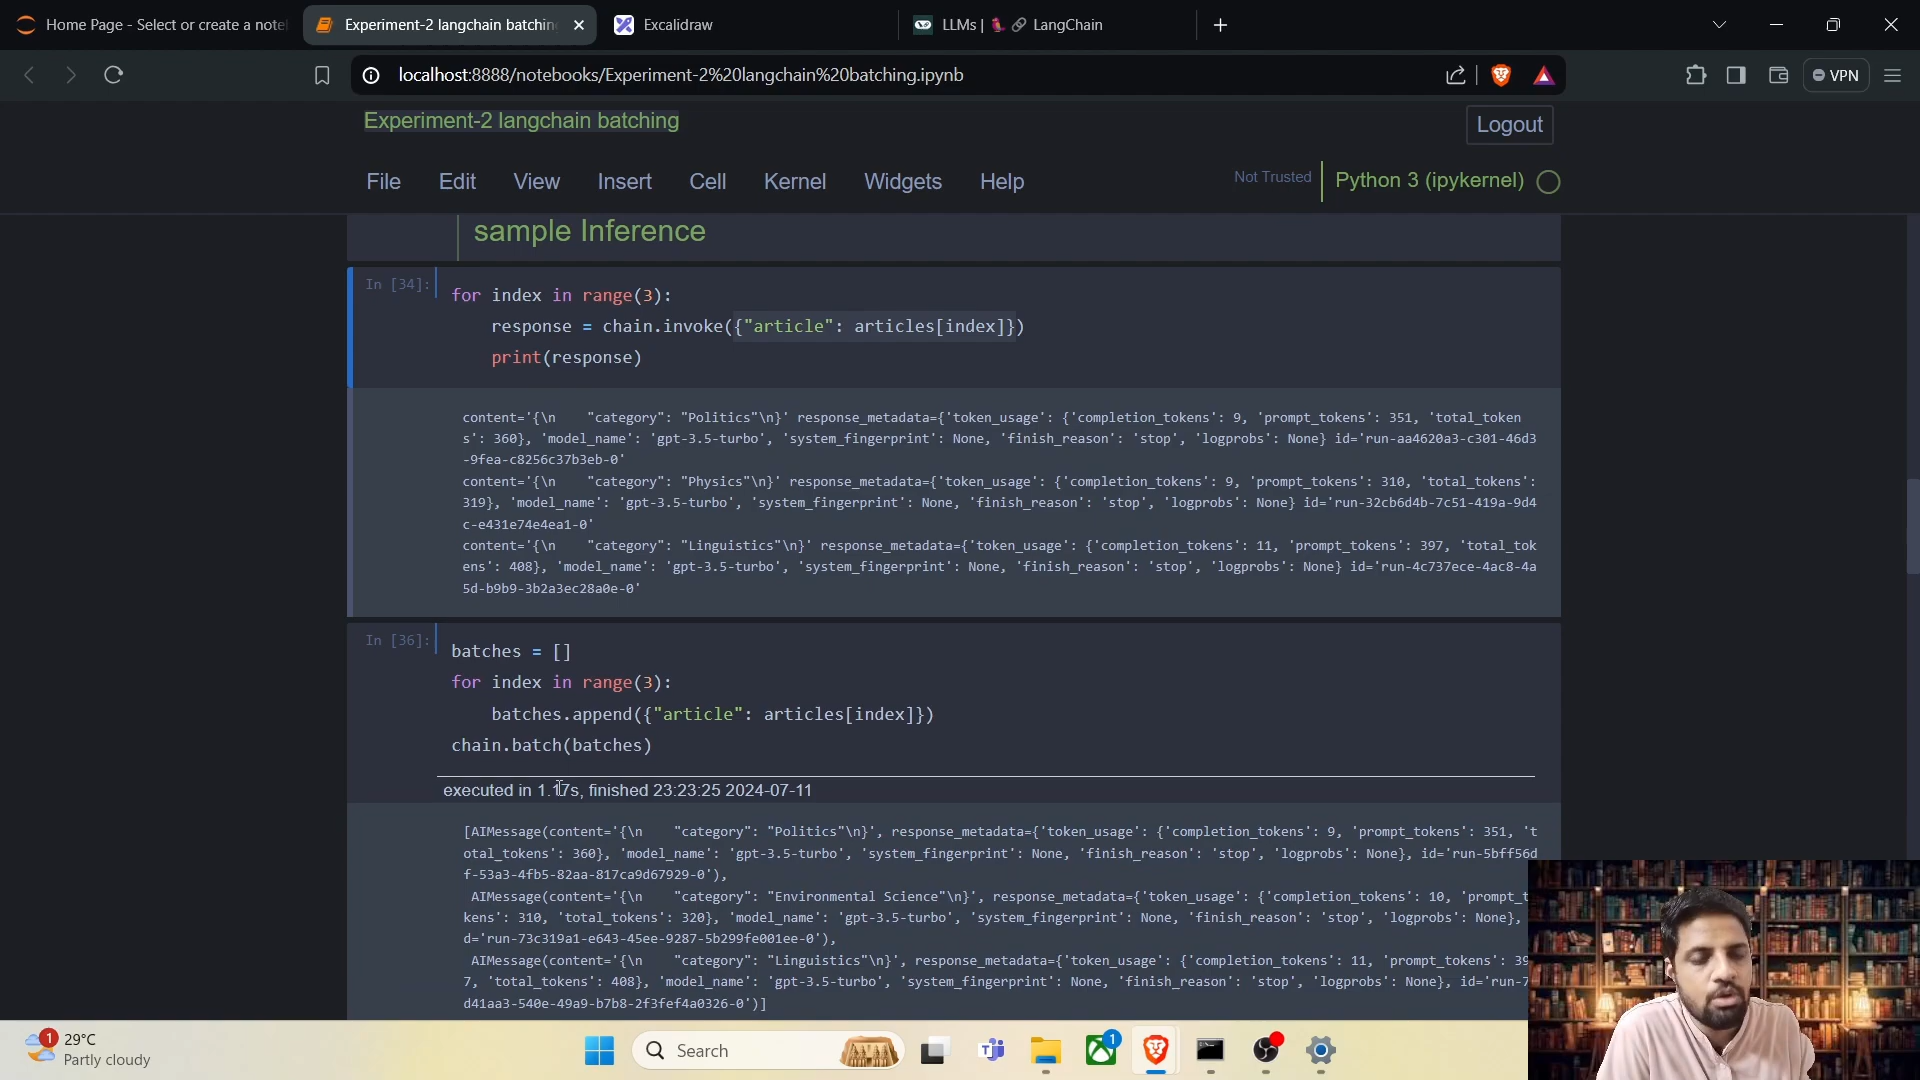 Home Page - Select or create a note
Experiment-2 langchain batching
Excalidraw
LLMs | LangChain
localhost:8888/notebooks/Experiment-2%20langchain%20batching.ipynb
VPN
Experiment-2 langchain batching
Logout
File Edit View Insert Cell Kernel Widgets Help
Not Trusted
Python 3 (ipykernel)
sample Inference
In [34]:
for index in range(3):
    response = chain.invoke({"article": articles[index]})
    print(response)
content='{\n    "category": "Politics"\n}' response_metadata={'token_usage': {'completion_tokens': 9, 'prompt_tokens': 351, 'total_token
s': 360}, 'model_name': 'gpt-3.5-turbo', 'system_fingerprint': None, 'finish_reason': 'stop', 'logprobs': None} id='run-aa4620a3-c301-46d3
-9fea-c8256c37b3eb-0'
content='{\n    "category": "Physics"\n}' response_metadata={'token_usage': {'completion_tokens': 9, 'prompt_tokens': 310, 'total_tokens':
319}, 'model_name': 'gpt-3.5-turbo', 'system_fingerprint': None, 'finish_reason': 'stop', 'logprobs': None} id='run-32cb6d4b-7c51-419a-9d4
c-e431e74e4ea1-0'
content='{\n    "category": "Linguistics"\n}' response_metadata={'token_usage': {'completion_tokens': 11, 'prompt_tokens': 397, 'total_tok
ens': 408}, 'model_name': 'gpt-3.5-turbo', 'system_fingerprint': None, 'finish_reason': 'stop', 'logprobs': None} id='run-4c737ece-4ac8-4a
5d-b9b9-3b2a3ec28a0e-0'
In [36]:
batches = []
for index in range(3):
    batches.append({"article": articles[index]})
chain.batch(batches)
executed in 1.17s, finished 23:23:25 2024-07-11
[AIMessage(content='{\n    "category": "Politics"\n}', response_metadata={'token_usage': {'completion_tokens': 9, 'prompt_tokens': 351, 't
otal_tokens': 360}, 'model_name': 'gpt-3.5-turbo', 'system_fingerprint': None, 'finish_reason': 'stop', 'logprobs': None}, id='run-5bff56d
f-53a3-4fb5-82aa-817ca9d67929-0'),
 AIMessage(content='{\n    "category": "Environmental Science"\n}', response_metadata={'token_usage': {'completion_tokens': 10, 'prompt_t
kens': 310, 'total_tokens': 320}, 'model_name': 'gpt-3.5-turbo', 'system_fingerprint': None, 'finish_reason': 'stop', 'logprobs': None},
d='run-73c319a1-e643-45ee-9287-5b299fe001ee-0'),
 AIMessage(content='{\n    "category": "Linguistics"\n}', response_metadata={'token_usage': {'completion_tokens': 11, 'prompt_tokens': 39
7, 'total_tokens': 408}, 'model_name': 'gpt-3.5-turbo', 'system_fingerprint': None, 'finish_reason': 'stop', 'logprobs': None}, id='run-7
d41aa3-540e-49a9-b7b8-2f3fef4a0326-0')]
1
29°C
Partly cloudy
Search
1